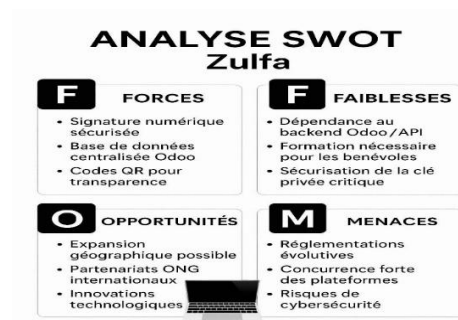 ANALYSE SWOT
Zulfa
F FORCES
• Signature numérique
sécurisée
• Base de données
centralisée Odoo
• Codes QR pour
transparence
F FAIBLESSES
• Dépendance au
backend Odoo/API
• Formation nécessaire
pour les benévoles
• Sécurisation de la clé
privée critique
O OPPORTUNITÉS
• Expansion
géographique possible
• Partenariats ONG
internationaux
• Innovations
technologiques
M MENACES
• Réglementations
évolutives
• Concurrence forte
des plateformes
• Risques de
cybersécurité